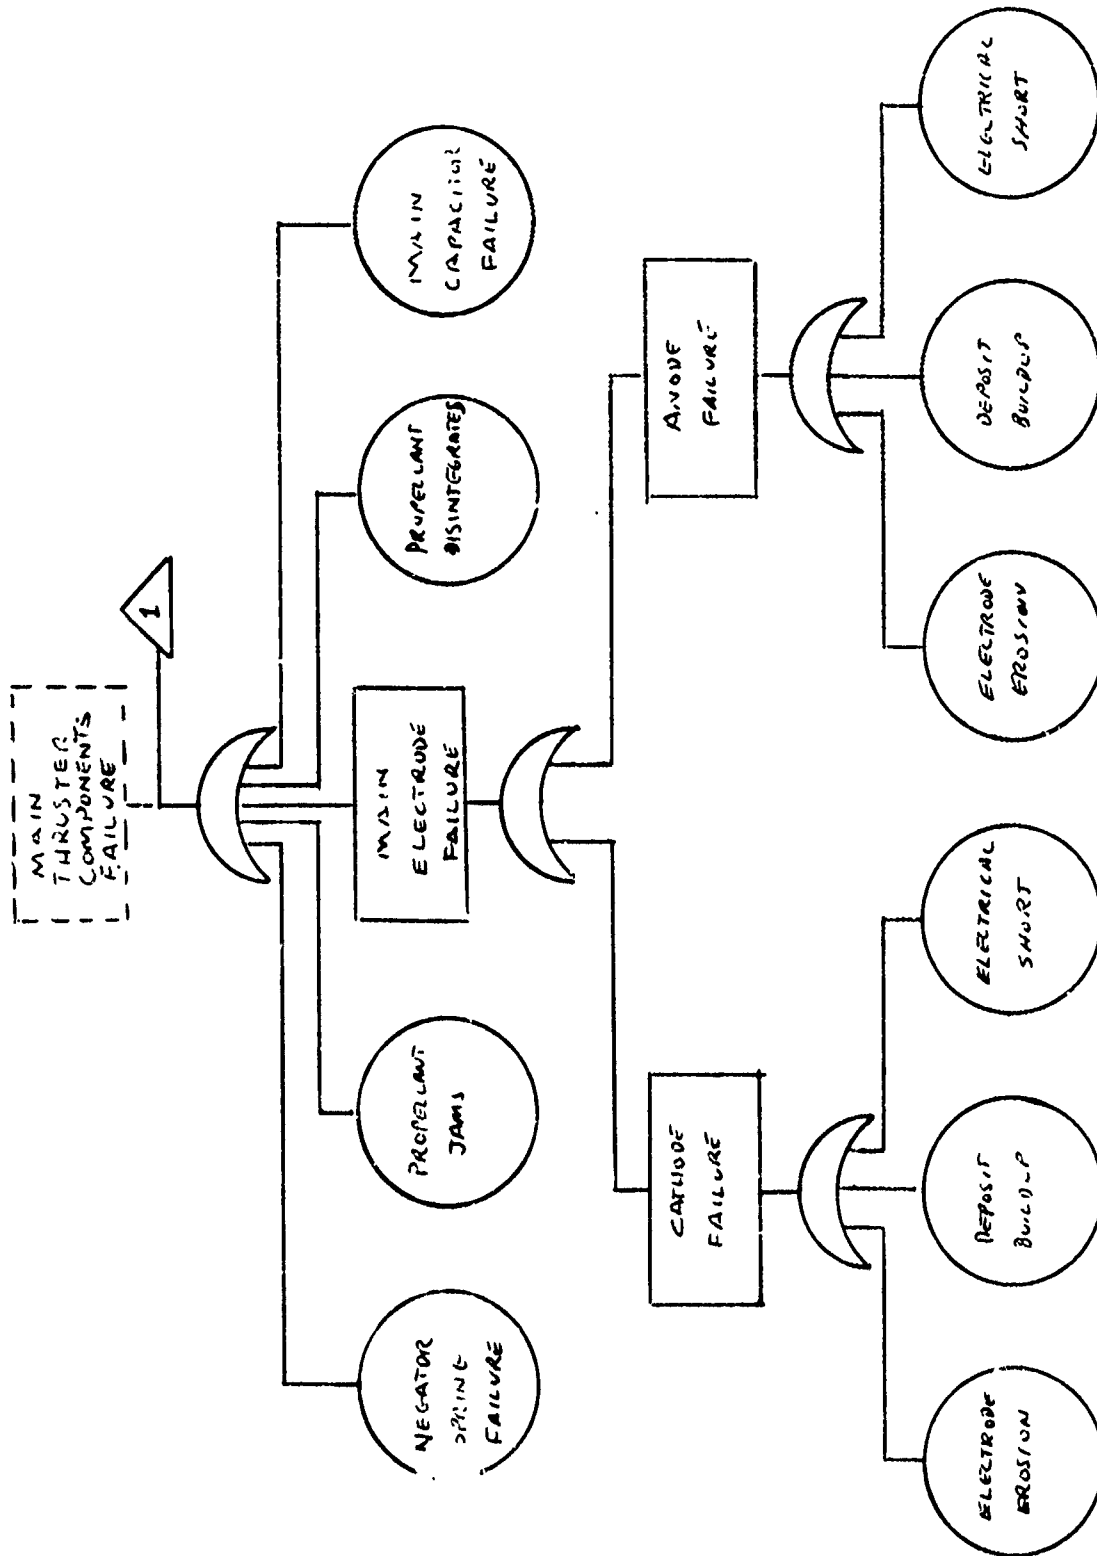 MAIN
THRUSTER
COMPONENTS
FAILURE
1
NEGATOR
SPRING
FAILURE
PROPELLANT
JAMS
MAIN
ELECTRODE
FAILURE
PROPELLANT
DISINTEGRATES
MAIN
CAPACITOR
FAILURE
CATHODE
FAILURE
ANODE
FAILURE
ELECTRODE
EROSION
DEPOSIT
BUILDUP
ELECTRICAL
SHORT
ELECTRODE
EROSION
DEPOSIT
BUILDUP
ELECTRICAL
SHORT